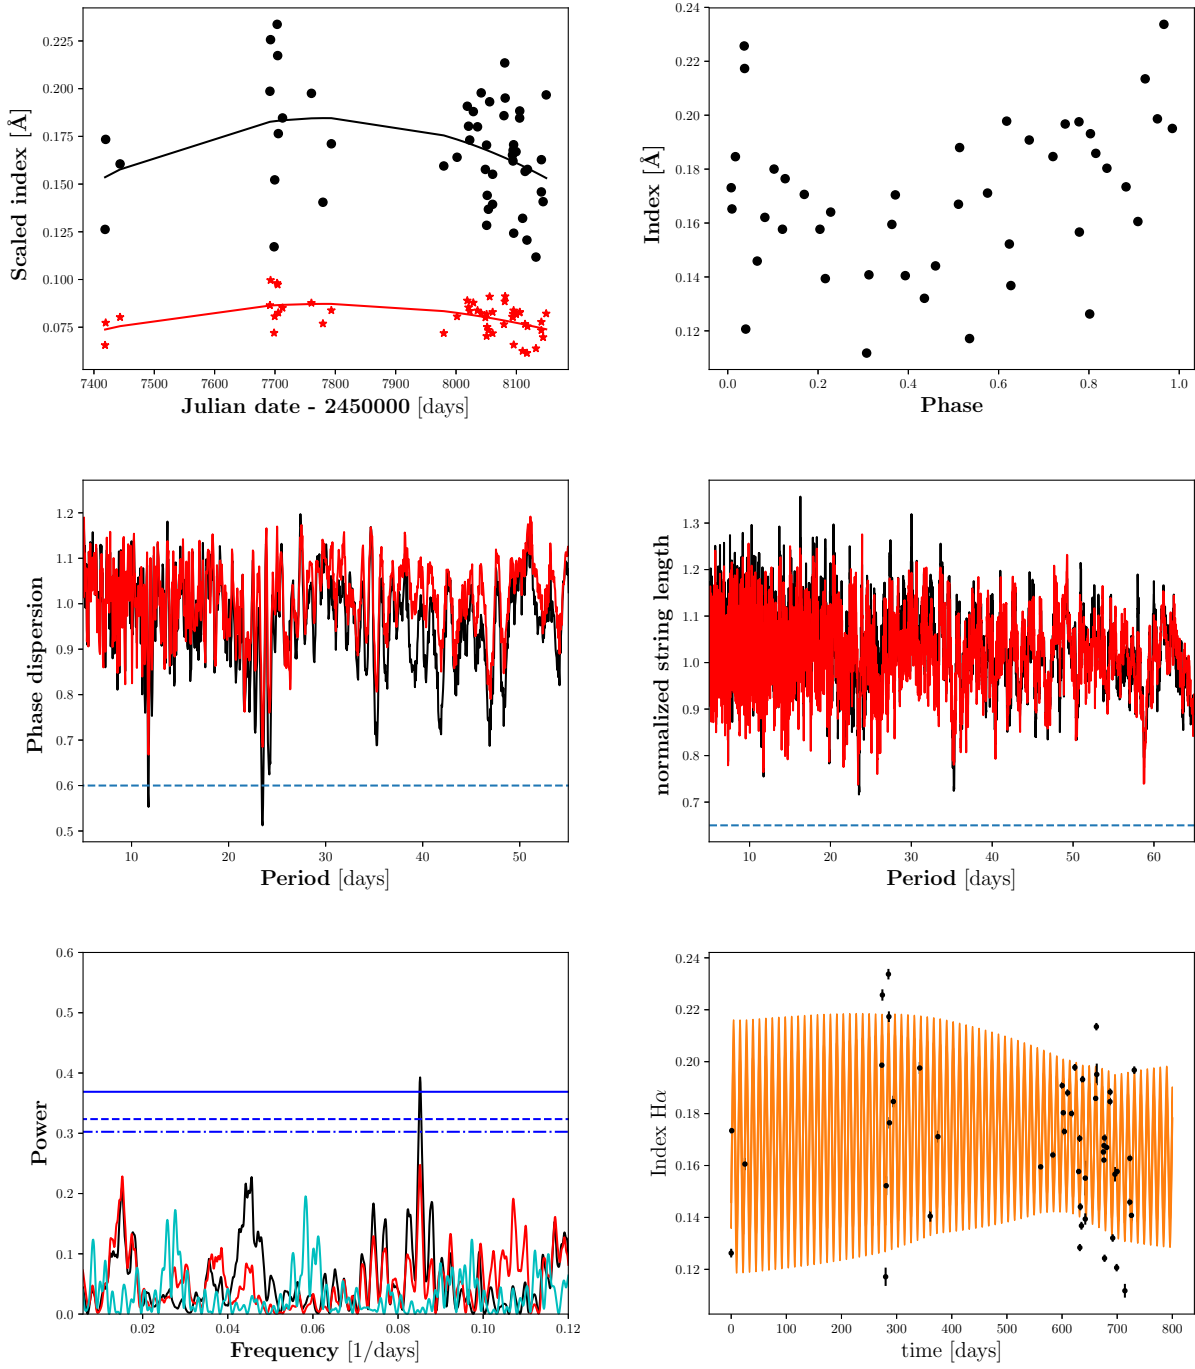 0.225
0.200
0.175
0.150
0.125
0.100
0.075
Scaled index [Å]
7400 7500 7600 7700 7800 7900 8000 8100
Julian date - 2450000 [days]
0.24
0.22
0.20
0.18
0.16
0.14
0.12
Index [Å]
0.0 0.2 0.4 0.6 0.8 1.0
Phase
1.2
1.1
1.0
0.9
0.8
0.7
0.6
0.5
Phase dispersion
10 20 30 40 50
Period [days]
1.3
1.2
1.1
1.0
0.9
0.8
0.7
normalized string length
10 20 30 40 50 60
Period [days]
0.6
0.5
0.4
0.3
0.2
0.1
0.0
Power
0.02 0.04 0.06 0.08 0.10 0.12
Frequency [1/days]
0.24
0.22
0.20
0.18
0.16
0.14
0.12
Index Hα
0 100 200 300 400 500 600 700 800
time [days]